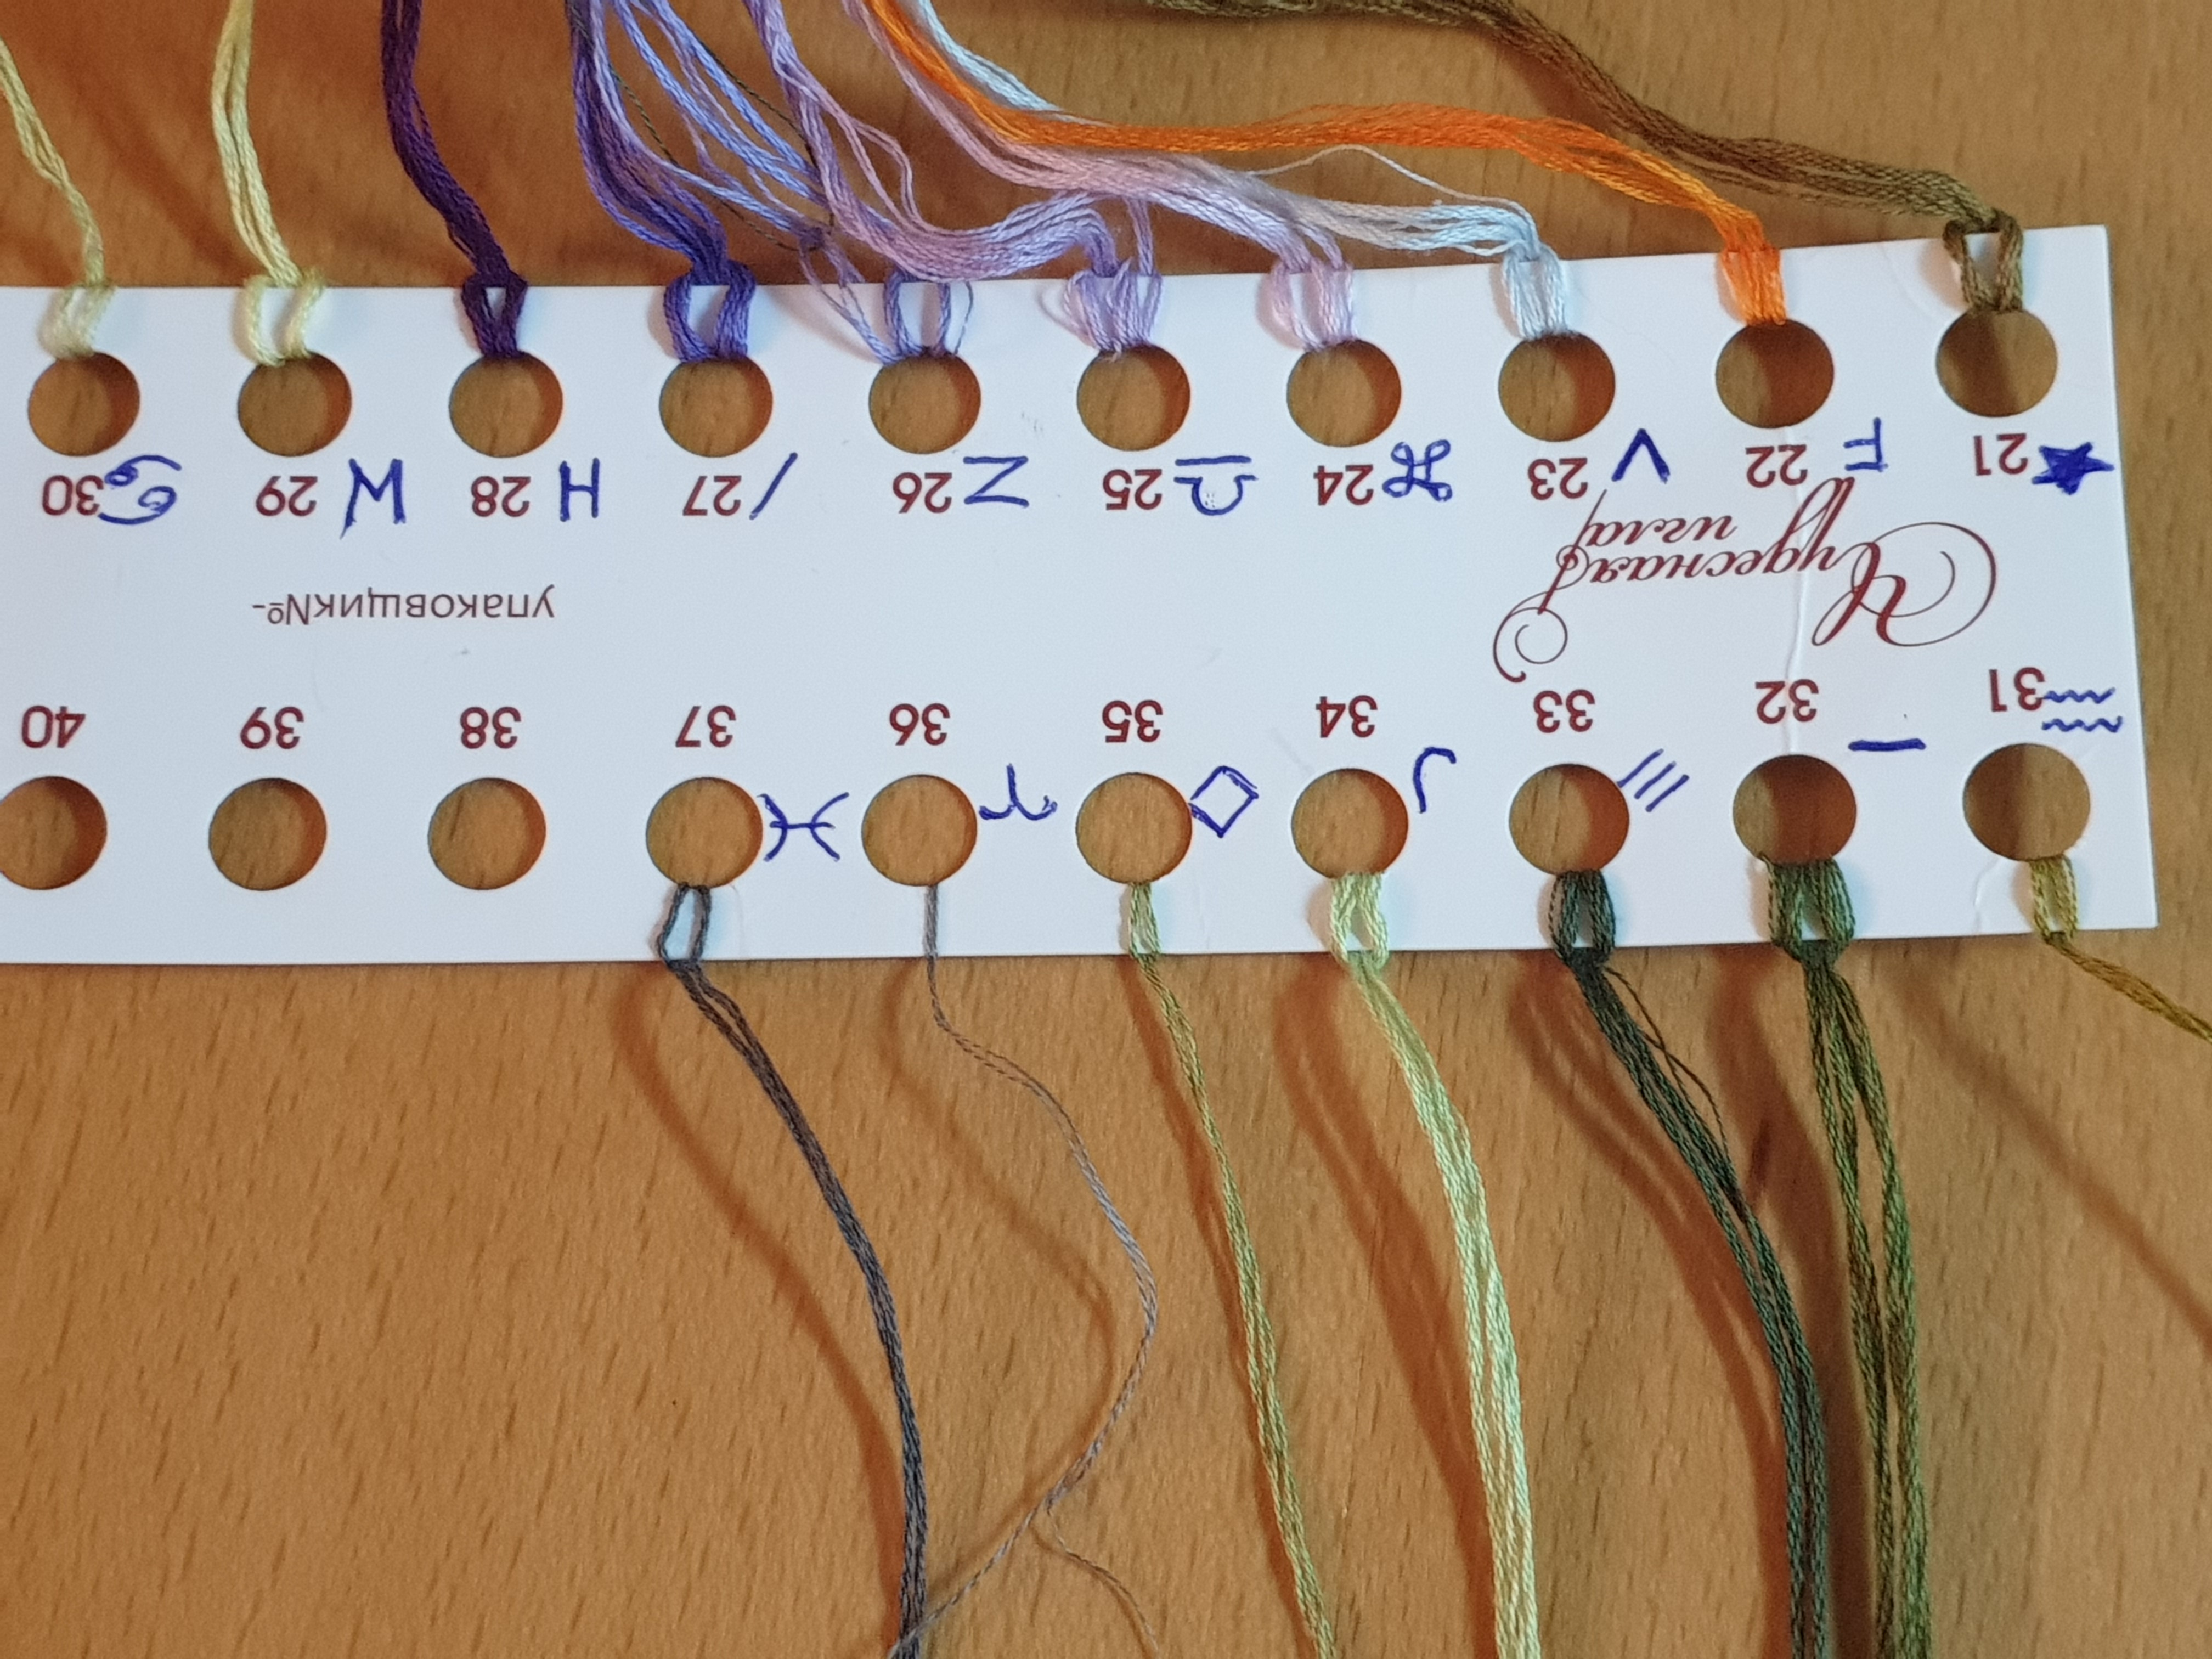 ♒ 31 — 32 /// 33 J 34 ◇ 35 ♈ 36 ♓ 37 38 39 40
Чудесная
игла
упаковщик№-
★ 21 F 22 V 23 ⌘ 24 ♎ 25 Z 26 / 27 H 28 W 29 ♋ 30